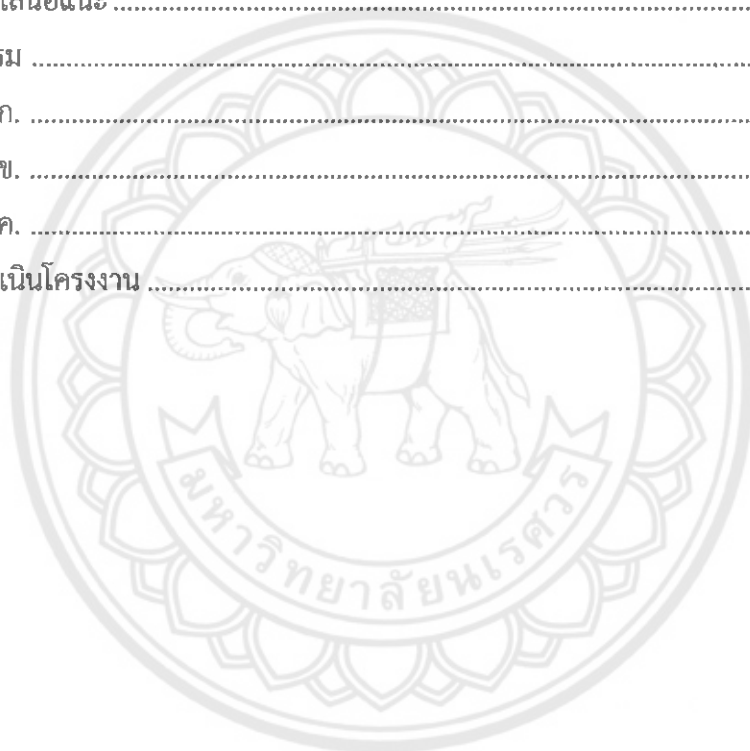 เสนอแนะ ..........................................................................
รม ..........................................................................
ก. ..........................................................................
ข. ..........................................................................
ค. ..........................................................................
เนินโครงงาน ..........................................................................
มหาวิทยาลัยนเรศวร